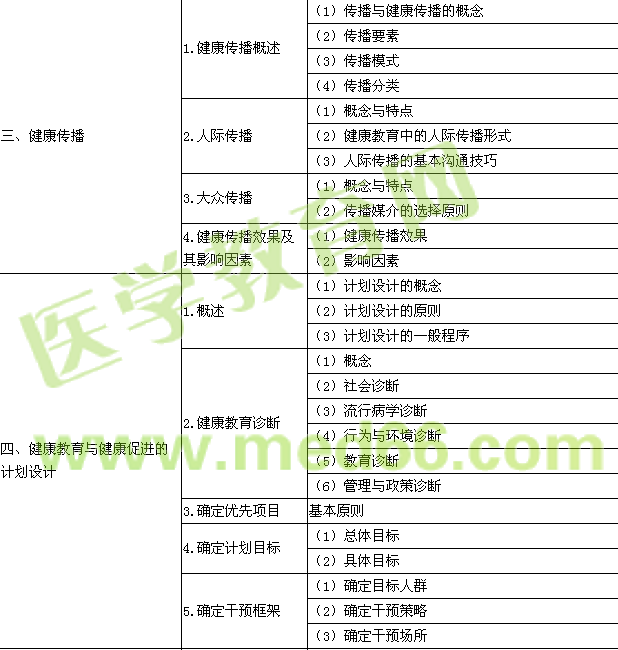 三、健康传播
1.健康传播概述
（1）传播与健康传播的概念
（2）传播要素
（3）传播模式
（4）传播分类
2.人际传播
（1）概念与特点
（2）健康教育中的人际传播形式
（3）人际传播的基本沟通技巧
3.大众传播
（1）概念与特点
（2）传播媒介的选择原则
4.健康传播效果及
其影响因素
（1）健康传播效果
（2）影响因素
四、健康教育与健康促进的
计划设计
1.概述
（1）计划设计的概念
（2）计划设计的原则
（3）计划设计的一般程序
2.健康教育诊断
（1）概念
（2）社会诊断
（3）流行病学诊断
（4）行为与环境诊断
（5）教育诊断
（6）管理与政策诊断
3.确定优先项目
基本原则
4.确定计划目标
（1）总体目标
（2）具体目标
5.确定干预框架
（1）确定目标人群
（2）确定干预策略
（3）确定干预场所
医学教育网
www.med66.com